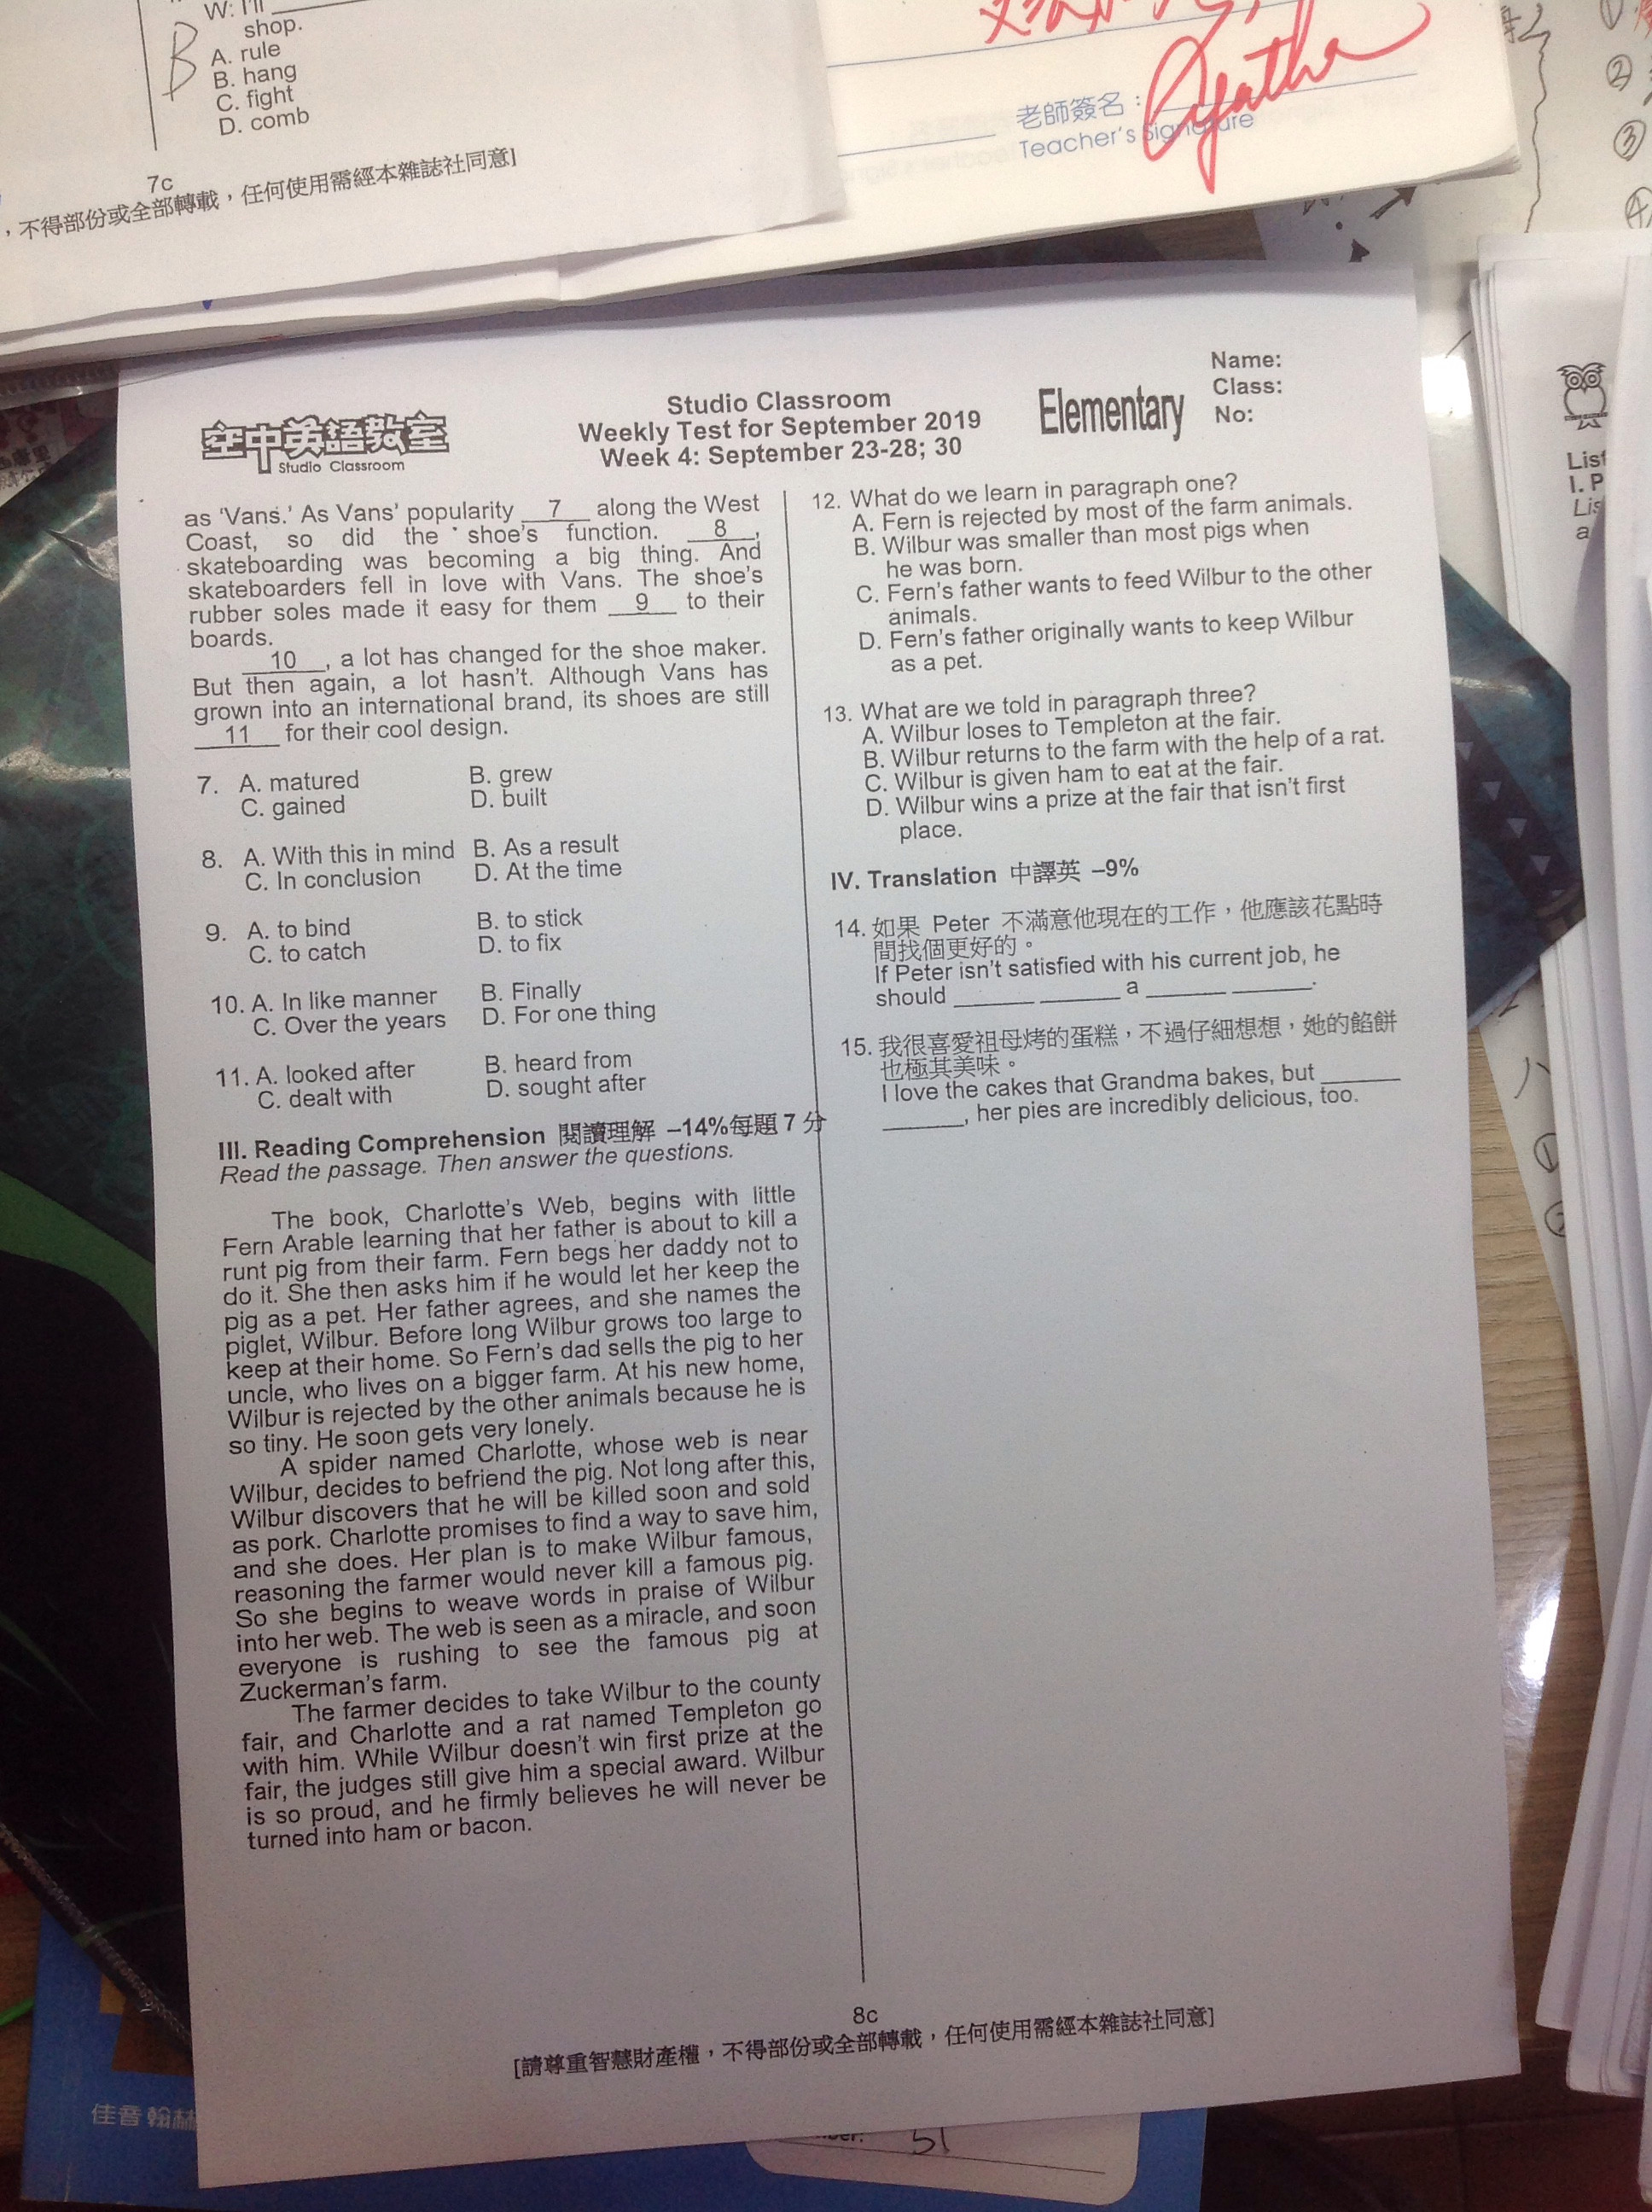 W: I'll
shop.
A. rule
B. hang
C. fight
D. comb
B
7c
，不得部份或全部轉載，任何使用需經本雜誌社同意]
老師簽名：
Teacher's Signature
Agatha
②
③
④
空中英語教室
Studio Classroom
Studio Classroom
Weekly Test for September 2019
Week 4: September 23-28; 30
Elementary
Name:
Class:
No:
as 'Vans.' As Vans' popularity 7 along the West
Coast, so did the shoe's function. 8 ,
skateboarding was becoming a big thing. And
skateboarders fell in love with Vans. The shoe's
rubber soles made it easy for them 9 to their
boards.
10 , a lot has changed for the shoe maker.
But then again, a lot hasn't. Although Vans has
grown into an international brand, its shoes are still
11 for their cool design.
7. A. matured B. grew
C. gained D. built
8. A. With this in mind B. As a result
C. In conclusion D. At the time
9. A. to bind B. to stick
C. to catch D. to fix
10. A. In like manner B. Finally
C. Over the years D. For one thing
11. A. looked after B. heard from
C. dealt with D. sought after
III. Reading Comprehension 閱讀理解 –14%每題 7 分
Read the passage. Then answer the questions.
The book, Charlotte's Web, begins with little
Fern Arable learning that her father is about to kill a
runt pig from their farm. Fern begs her daddy not to
do it. She then asks him if he would let her keep the
pig as a pet. Her father agrees, and she names the
piglet, Wilbur. Before long Wilbur grows too large to
keep at their home. So Fern's dad sells the pig to her
uncle, who lives on a bigger farm. At his new home,
Wilbur is rejected by the other animals because he is
so tiny. He soon gets very lonely.
A spider named Charlotte, whose web is near
Wilbur, decides to befriend the pig. Not long after this,
Wilbur discovers that he will be killed soon and sold
as pork. Charlotte promises to find a way to save him,
and she does. Her plan is to make Wilbur famous,
reasoning the farmer would never kill a famous pig.
So she begins to weave words in praise of Wilbur
into her web. The web is seen as a miracle, and soon
everyone is rushing to see the famous pig at
Zuckerman's farm.
The farmer decides to take Wilbur to the county
fair, and Charlotte and a rat named Templeton go
with him. While Wilbur doesn't win first prize at the
fair, the judges still give him a special award. Wilbur
is so proud, and he firmly believes he will never be
turned into ham or bacon.
12. What do we learn in paragraph one?
A. Fern is rejected by most of the farm animals.
B. Wilbur was smaller than most pigs when
he was born.
C. Fern's father wants to feed Wilbur to the other
animals.
D. Fern's father originally wants to keep Wilbur
as a pet.
13. What are we told in paragraph three?
A. Wilbur loses to Templeton at the fair.
B. Wilbur returns to the farm with the help of a rat.
C. Wilbur is given ham to eat at the fair.
D. Wilbur wins a prize at the fair that isn't first
place.
IV. Translation 中譯英 –9%
14. 如果 Peter 不滿意他現在的工作，他應該花點時
間找個更好的。
If Peter isn't satisfied with his current job, he
should ______ ______ a ______ ______.
15. 我很喜愛祖母烤的蛋糕，不過仔細想想，她的餡餅
也極其美味。
I love the cakes that Grandma bakes, but ______
______, her pies are incredibly delicious, too.
8c
[請尊重智慧財產權，不得部份或全部轉載，任何使用需經本雜誌社同意]
List
I. P
Lis
a
佳音翰林
51